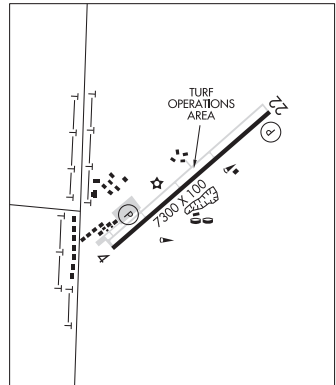 TURF
OPERATIONS
AREA
22
P
7300 X 100
P
4